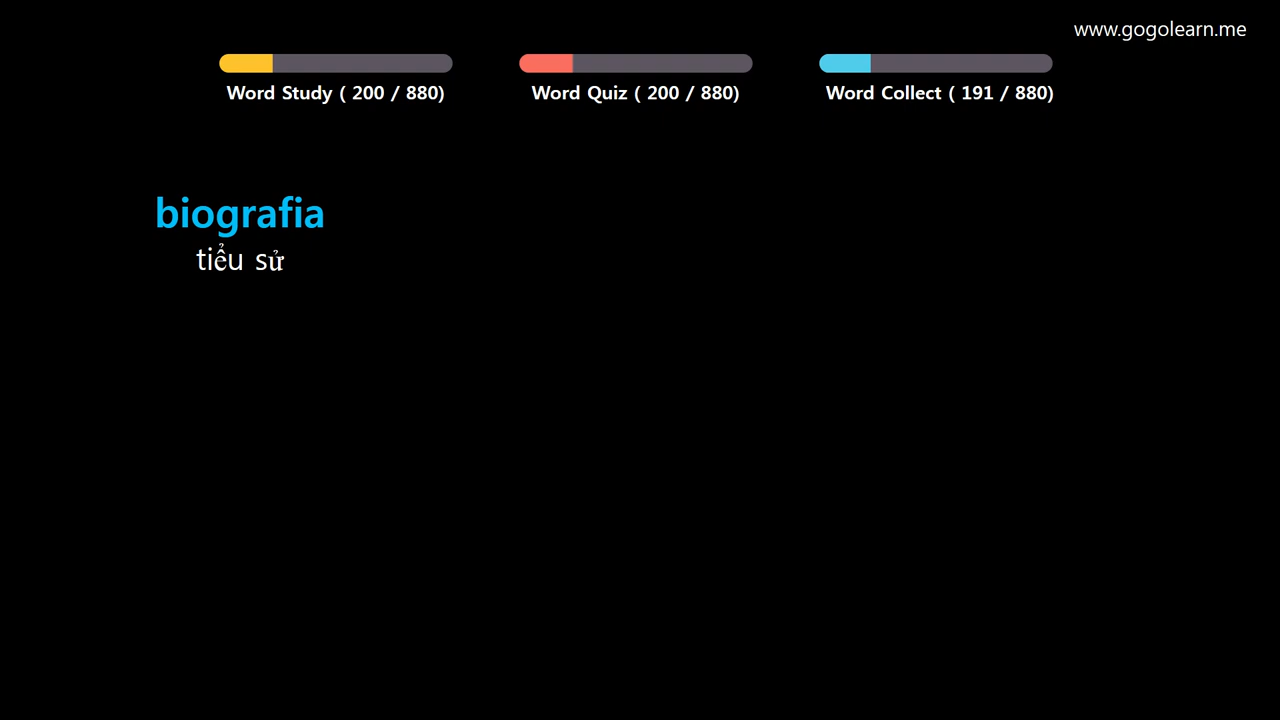 www.gogolearn.me
Word Study ( 200 / 880)
Word Quiz ( 200 / 880)
Word Collect ( 191 / 880)
biografia
tiểu sử